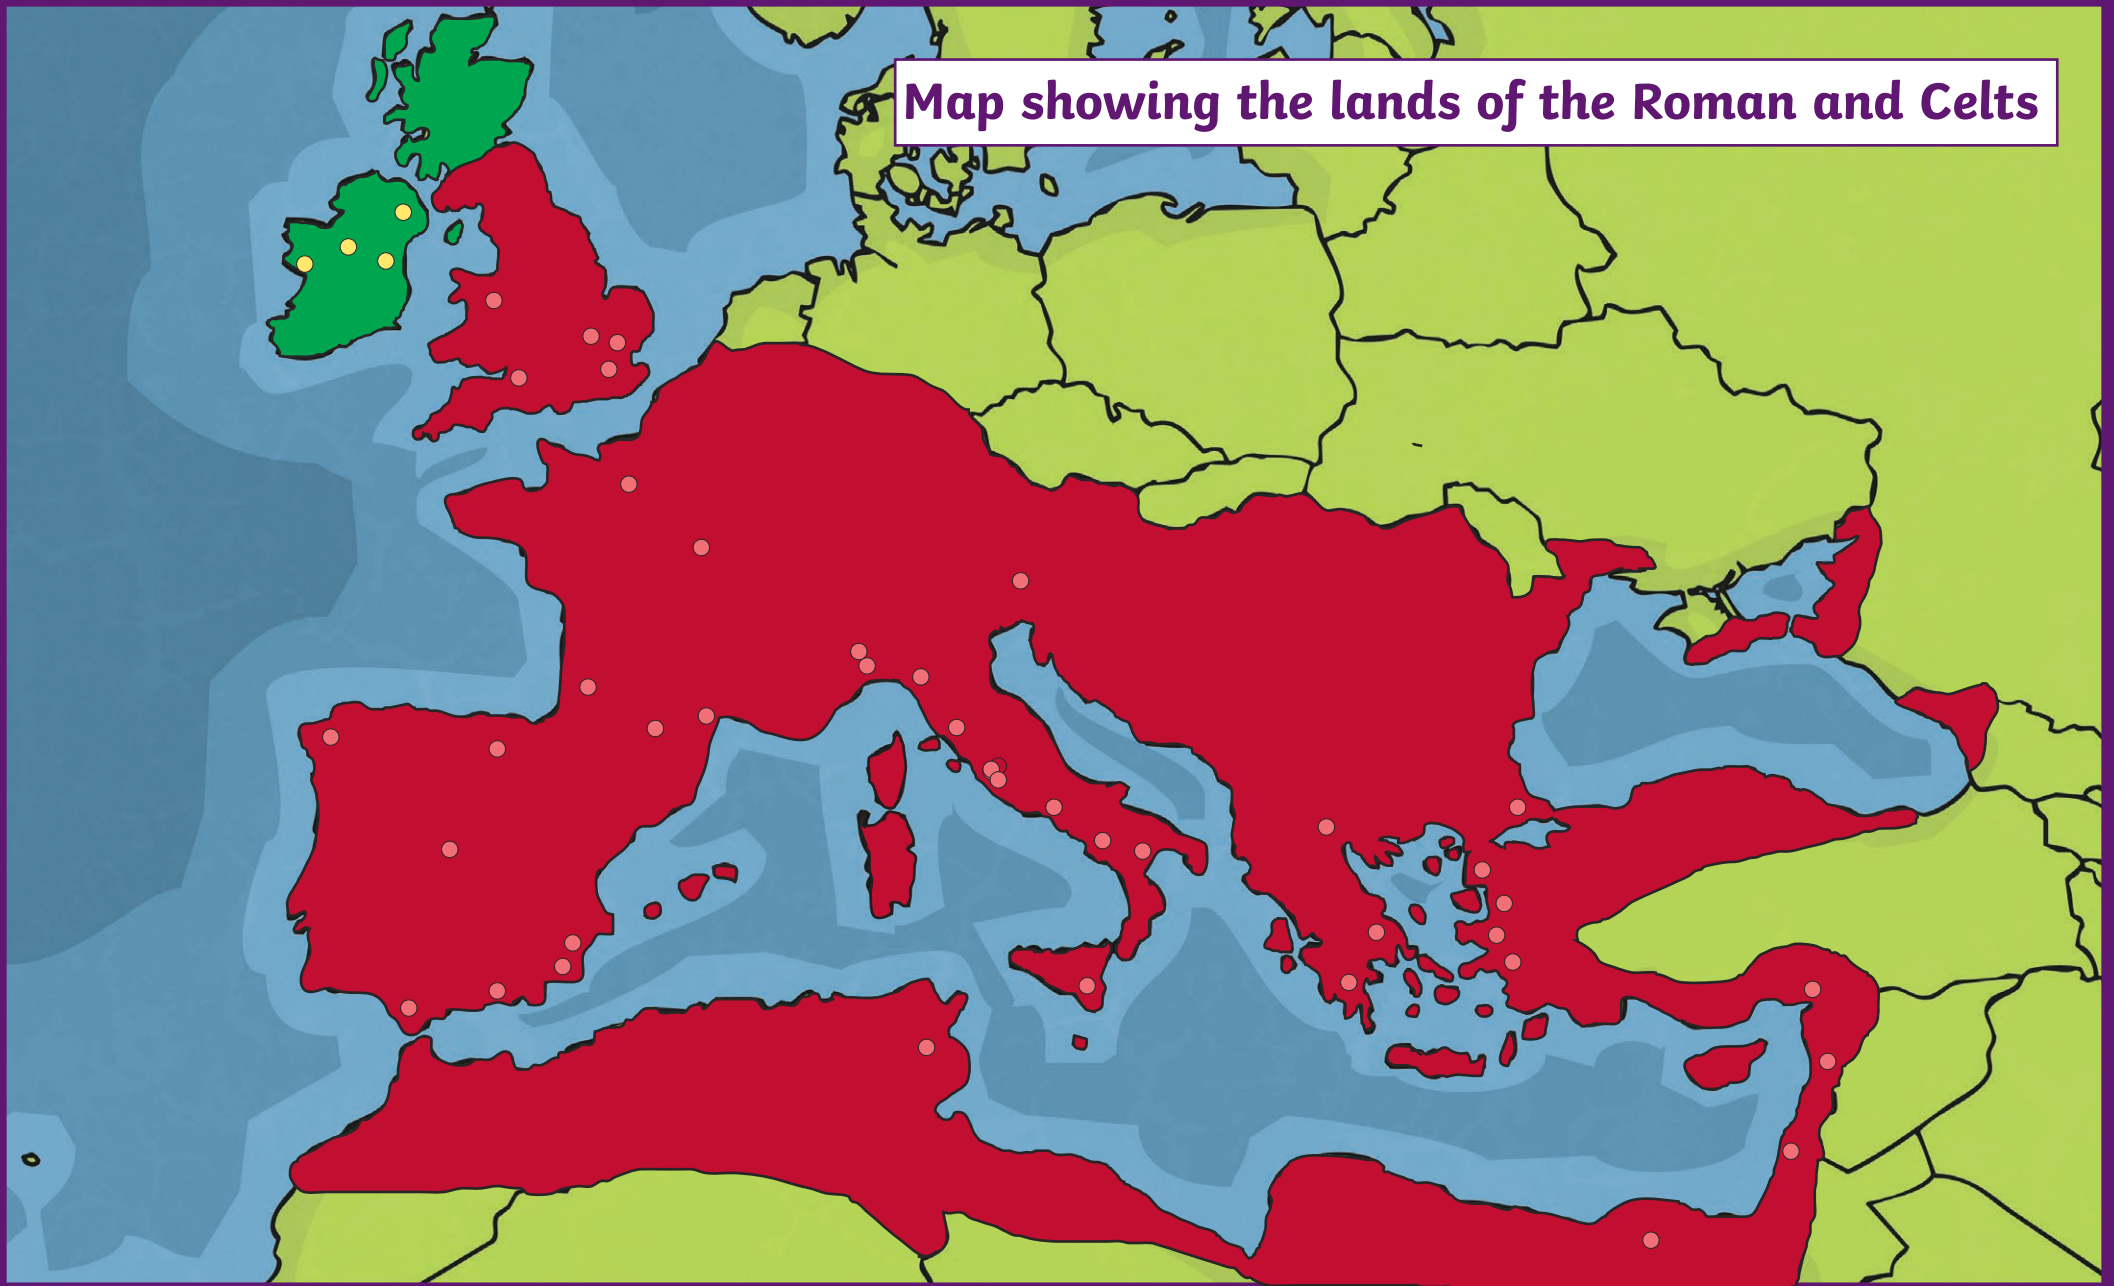 Map showing the lands of the Roman and Celts